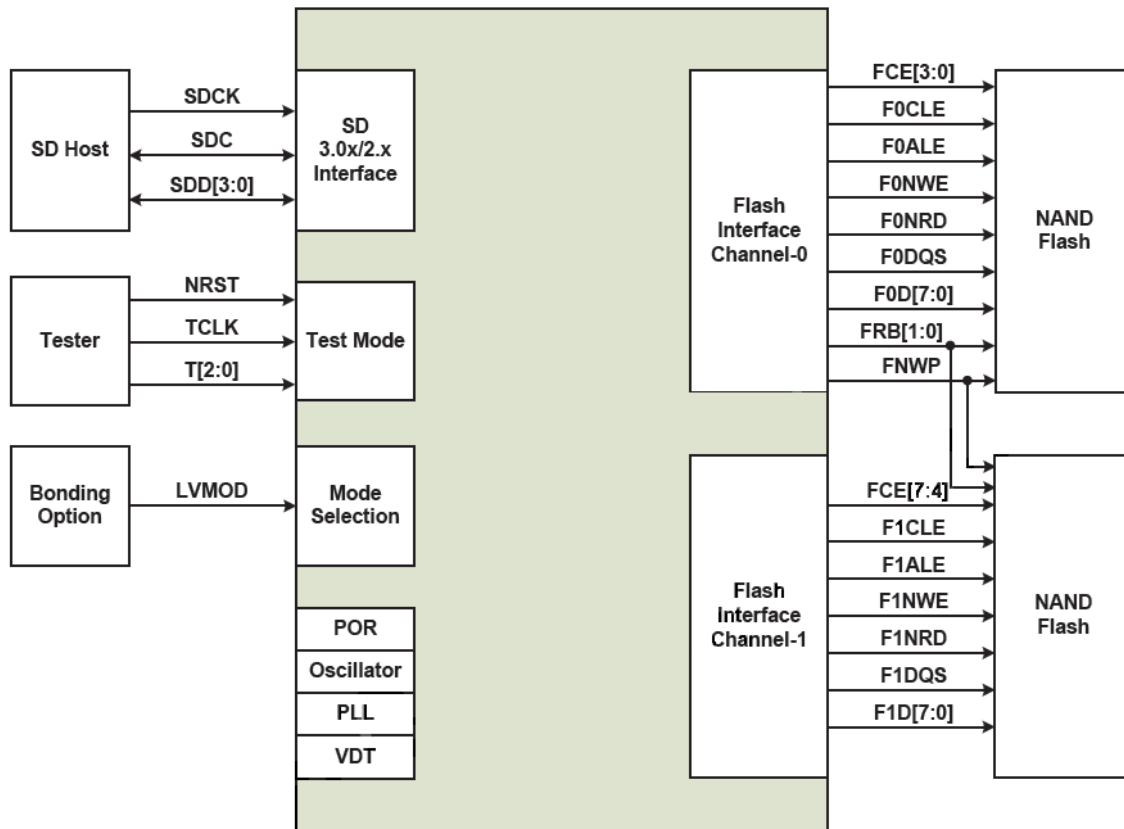 SD Host
SDCK
SDC
SDD[3:0]
SD
3.0x/2.x
Interface
Tester
NRST
TCLK
T[2:0]
Test Mode
Bonding
Option
LVMOD
Mode
Selection
POR
Oscillator
PLL
VDT
Flash
Interface
Channel-0
FCE[3:0]
F0CLE
F0ALE
F0NWE
F0NRD
F0DQS
F0D[7:0]
FRB[1:0]
FNWP
NAND
Flash
Flash
Interface
Channel-1
FCE[7:4]
F1CLE
F1ALE
F1NWE
F1NRD
F1DQS
F1D[7:0]
NAND
Flash